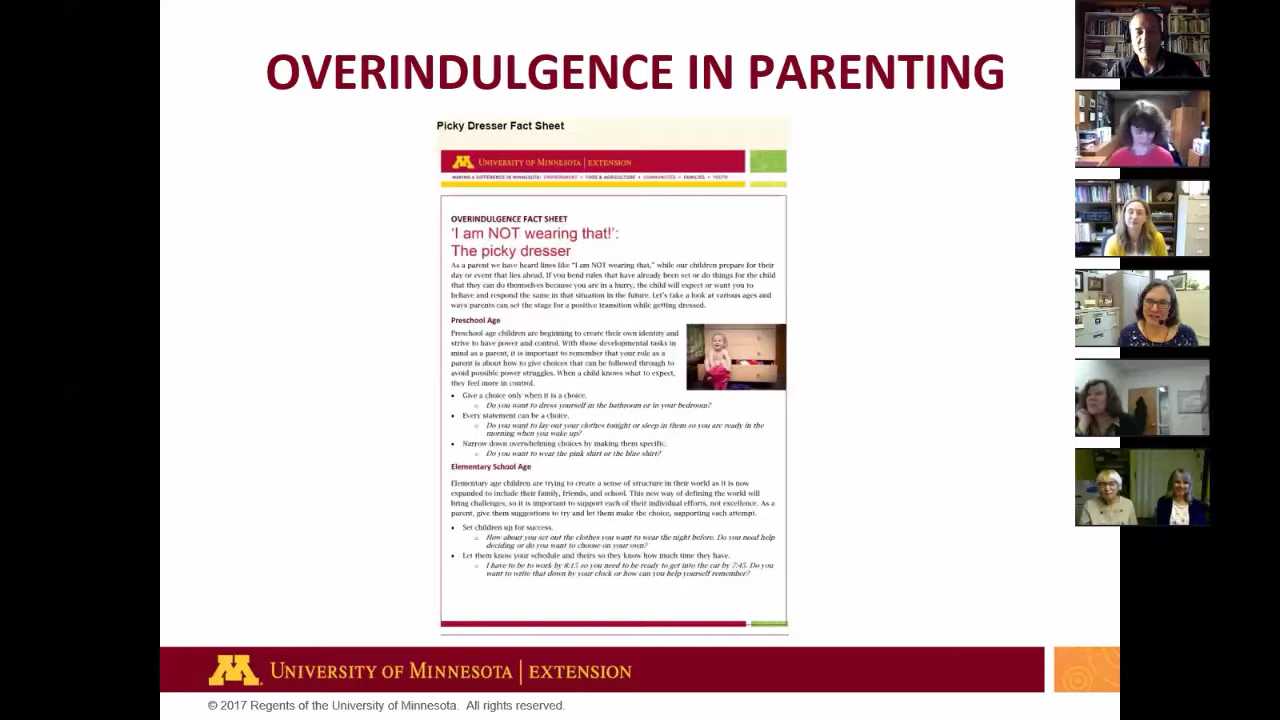 OVERINDULGENCE IN PARENTING
Picky Dresser Fact Sheet
M UNIVERSITY OF MINNESOTA | EXTENSION
MAKING A DIFFERENCE IN MINNESOTA: ENVIRONMENT • FOOD & AGRICULTURE • COMMUNITIES • FAMILIES • YOUTH
OVERINDULGENCE FACT SHEET
‘I am NOT wearing that!’:
The picky dresser
As a parent we have heard lines like “I am NOT wearing that,” while our children prepare for their
day or event that lies ahead. If you bend rules that have already been set or do things for the child
that they can do themselves because you are in a hurry, the child will expect or want you to
behave and respond the same in that situation in the future. Let’s take a look at various ages and
ways parents can set the stage for a positive transition while getting dressed.
Preschool Age
Preschool age children are beginning to create their own identity and
strive to have power and control. With those developmental tasks in
mind as a parent, it is important to remember that your role as a
parent is about how to give choices that can be followed through to
avoid possible power struggles. When a child knows what to expect,
they feel more in control.
• Give a choice only when it is a choice.
○ Do you want to dress yourself in the bathroom or in your bedroom?
• Every statement can be a choice.
○ Do you want to lay out your clothes tonight or sleep in them so you are ready in the
morning when you wake up?
• Narrow down overwhelming choices by making them specific.
○ Do you want to wear the pink shirt or the blue shirt?
Elementary School Age
Elementary age children are trying to create a sense of structure in their world as it is now
expanded to include their family, friends, and school. This new way of defining the world will
bring challenges, so it is important to support each of their individual efforts, not excellence. As a
parent, give them suggestions to try and let them make the choice, supporting each attempt.
• Set children up for success.
○ How about you set out the clothes you want to wear the night before. Do you need help
deciding or do you want to choose on your own?
• Let them know your schedule and theirs so they know how much time they have.
○ I have to be to work by 8:15 so you need to be ready to get into the car by 7:45. Do you
want to write that down by your clock or how can you help yourself remember?
M UNIVERSITY OF MINNESOTA | EXTENSION
© 2017 Regents of the University of Minnesota. All rights reserved.